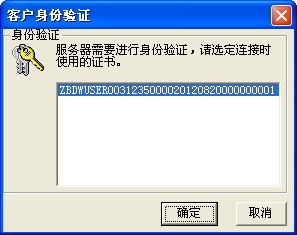 客户身份验证
身份验证
服务器需要进行身份验证，请选定连接时
使用的证书。
ZBDWUSER0031235000020120820000000001
确定
取消